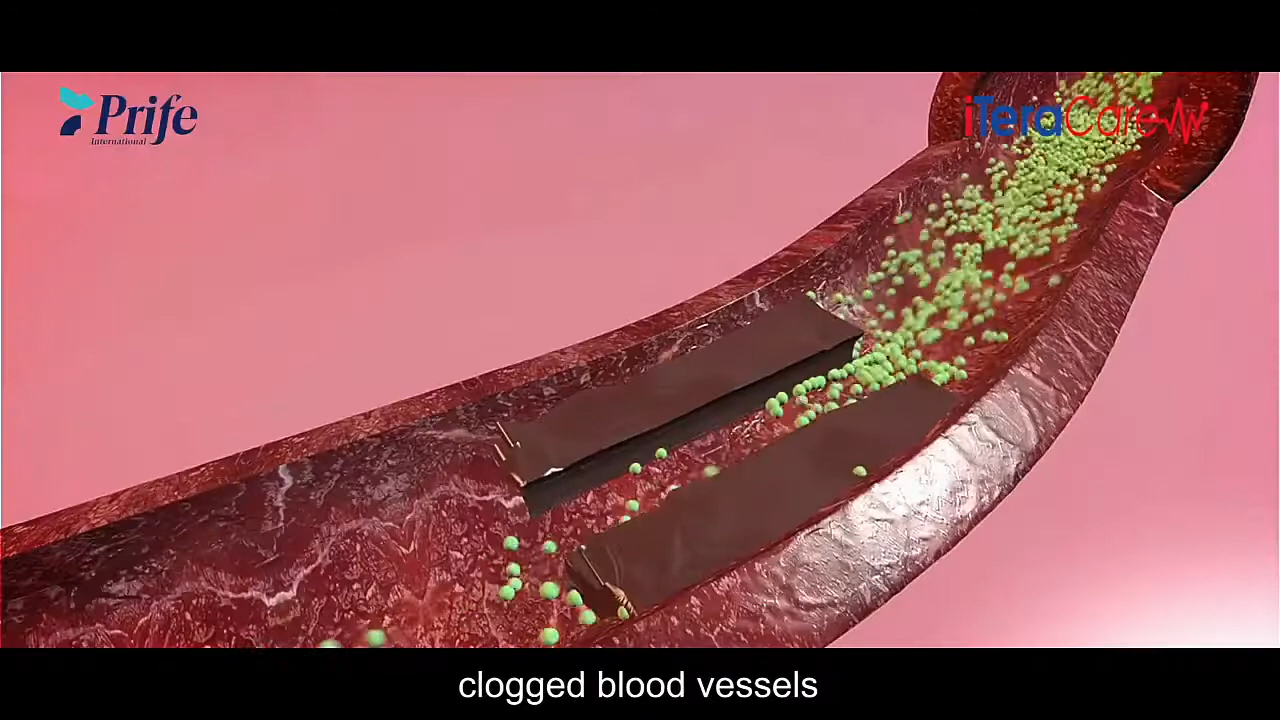 Prife
International
iTeraCare
clogged blood vessels